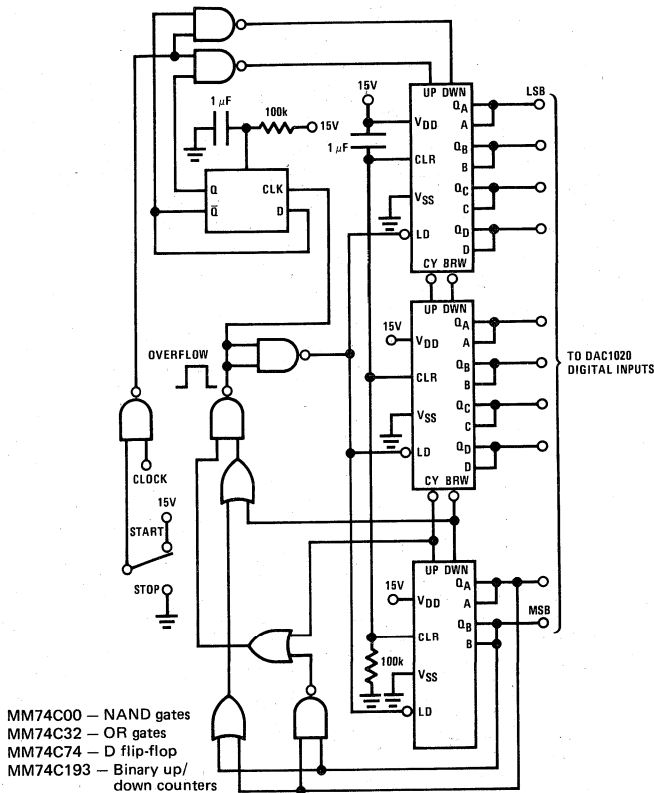 1 μF
100k
15V
Q
CLK
Q̅
D
15V
1 μF
UP DWN
VDD
CLR
VSS
LD
CY BRW
QA
A
QB
B
QC
C
QD
D
LSB
OVERFLOW
15V
UP DWN
VDD
CLR
VSS
LD
CY BRW
QA
A
QB
B
QC
C
QD
D
TO DAC1020
DIGITAL INPUTS
CLOCK
15V
START
STOP
15V
UP DWN
VDD
CLR
VSS
LD
QA
A
QB
B
MSB
100k
MM74C00 – NAND gates
MM74C32 – OR gates
MM74C74 – D flip-flop
MM74C193 – Binary up/
down counters